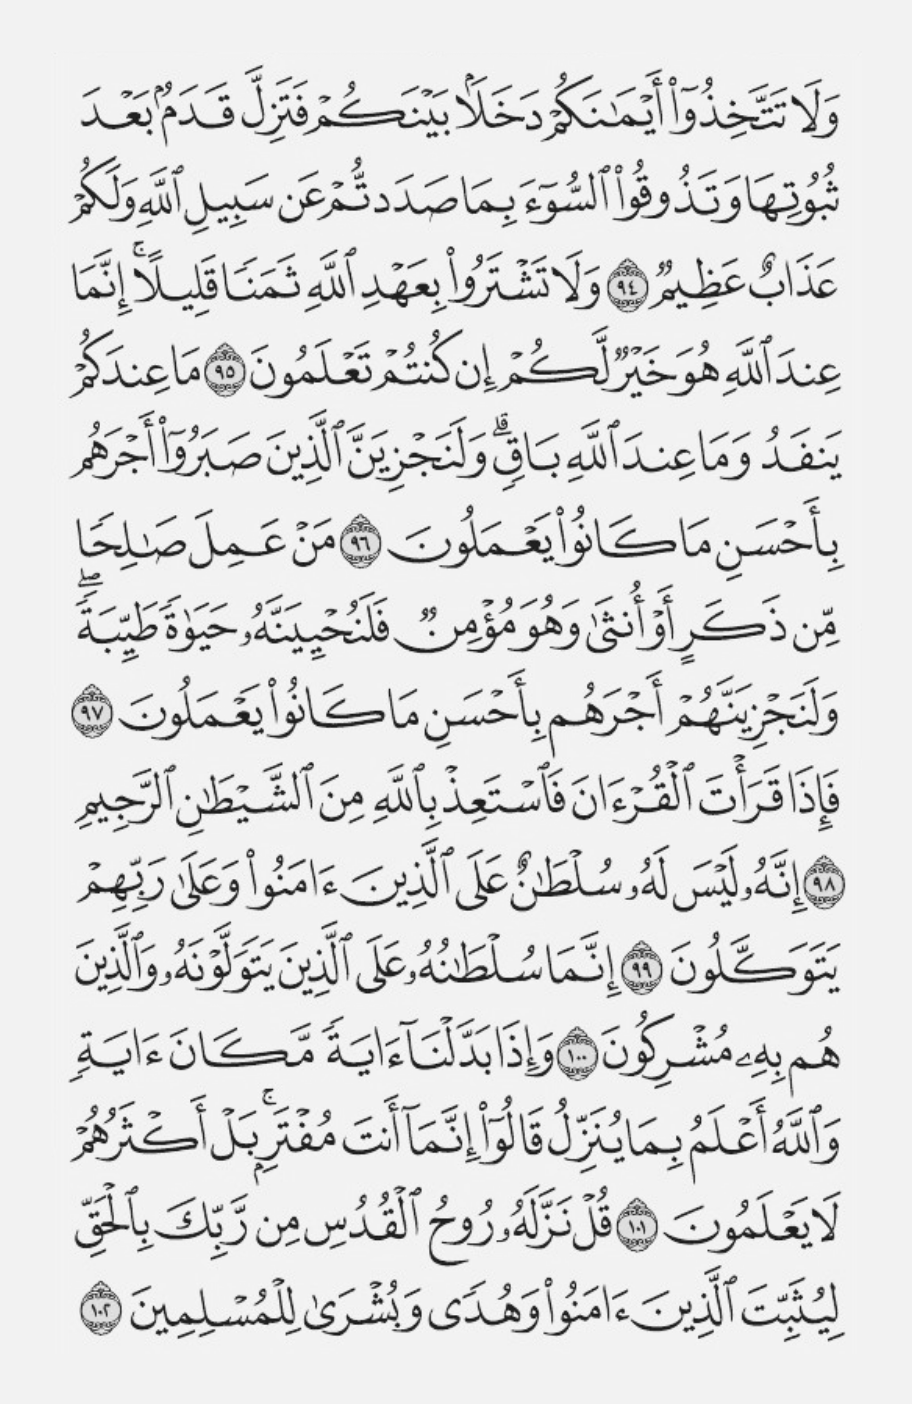 وَلَا تَتَّخِذُوٓا۟ أَيْمَـٰنَكُمْ دَخَلًۢا بَيْنَكُمْ فَتَزِلَّ قَدَمٌۢ بَعْدَ
ثُبُوتِهَا وَتَذُوقُوا۟ ٱلسُّوٓءَ بِمَا صَدَدتُّمْ عَن سَبِيلِ ٱللَّهِ وَلَكُمْ
عَذَابٌ عَظِيمٌ ٩٤ وَلَا تَشْتَرُوا۟ بِعَهْدِ ٱللَّهِ ثَمَنًا قَلِيلًا ۚ إِنَّمَا
عِندَ ٱللَّهِ هُوَ خَيْرٌ لَّكُمْ إِن كُنتُمْ تَعْلَمُونَ ٩٥ مَا عِندَكُمْ
يَنفَدُ وَمَا عِندَ ٱللَّهِ بَاقٍ ۗ وَلَنَجْزِيَنَّ ٱلَّذِينَ صَبَرُوٓا۟ أَجْرَهُم
بِأَحْسَنِ مَا كَانُوا۟ يَعْمَلُونَ ٩٦ مَنْ عَمِلَ صَـٰلِحًا
مِّن ذَكَرٍ أَوْ أُنثَىٰ وَهُوَ مُؤْمِنٌ فَلَنُحْيِيَنَّهُۥ حَيَوٰةً طَيِّبَةً ۖ
وَلَنَجْزِيَنَّهُمْ أَجْرَهُم بِأَحْسَنِ مَا كَانُوا۟ يَعْمَلُونَ ٩٧
فَإِذَا قَرَأْتَ ٱلْقُرْءَانَ فَٱسْتَعِذْ بِٱللَّهِ مِنَ ٱلشَّيْطَـٰنِ ٱلرَّجِيمِ
٩٨ إِنَّهُۥ لَيْسَ لَهُۥ سُلْطَـٰنٌ عَلَى ٱلَّذِينَ ءَامَنُوا۟ وَعَلَىٰ رَبِّهِمْ
يَتَوَكَّلُونَ ٩٩ إِنَّمَا سُلْطَـٰنُهُۥ عَلَى ٱلَّذِينَ يَتَوَلَّوْنَهُۥ وَٱلَّذِينَ
هُم بِهِۦ مُشْرِكُونَ ١٠٠ وَإِذَا بَدَّلْنَآ ءَايَةً مَّكَانَ ءَايَةٍ
وَٱللَّهُ أَعْلَمُ بِمَا يُنَزِّلُ قَالُوٓا۟ إِنَّمَآ أَنتَ مُفْتَرٍۭ ۚ بَلْ أَكْثَرُهُمْ
لَا يَعْلَمُونَ ١٠١ قُلْ نَزَّلَهُۥ رُوحُ ٱلْقُدُسِ مِن رَّبِّكَ بِٱلْحَقِّ
لِيُثَبِّتَ ٱلَّذِينَ ءَامَنُوا۟ وَهُدًى وَبُشْرَىٰ لِلْمُسْلِمِينَ ١٠٢